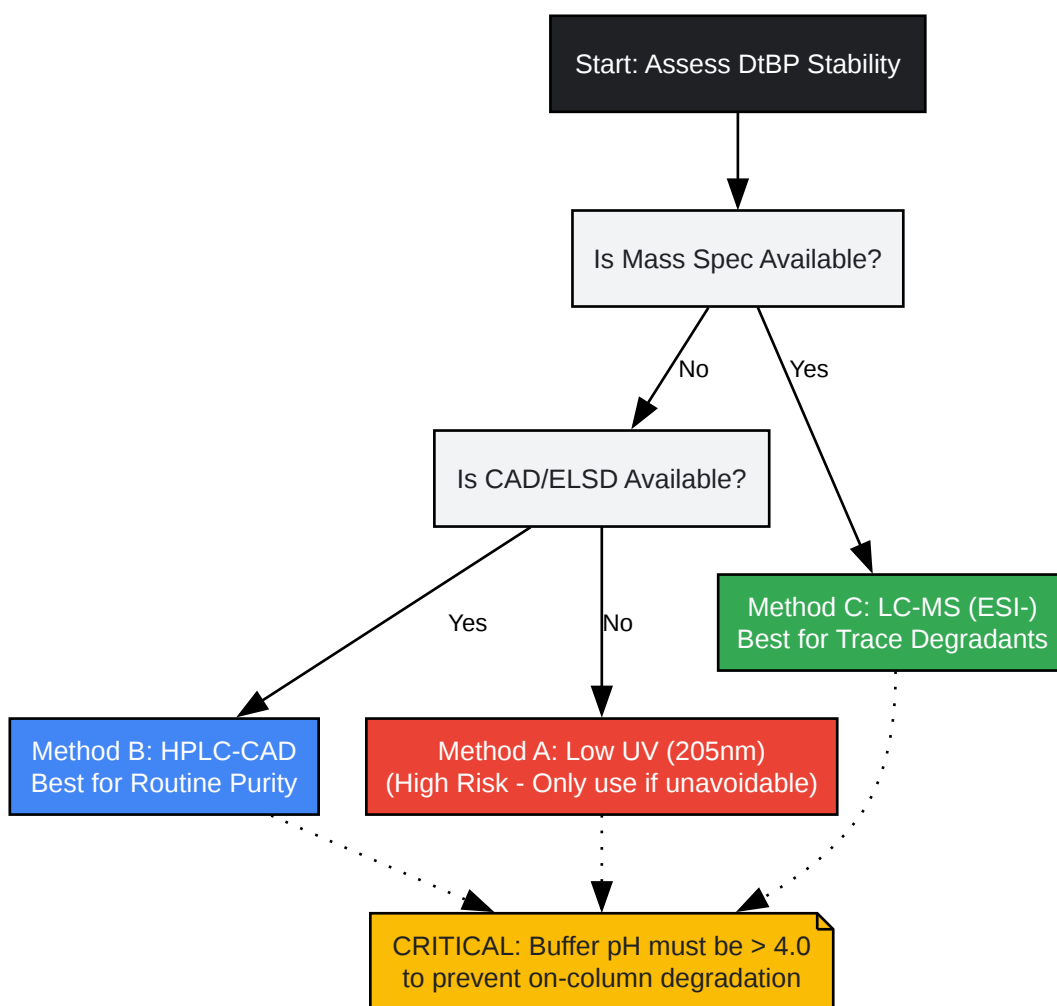 Start: Assess DtBP Stability
Is Mass Spec Available?
No
Yes
Is CAD/ELSD Available?
Yes
No
Method C: LC-MS (ESI-)
Best for Trace Degradants
Method B: HPLC-CAD
Best for Routine Purity
Method A: Low UV (205nm)
(High Risk - Only use if unavoidable)
CRITICAL: Buffer pH must be > 4.0
to prevent on-column degradation